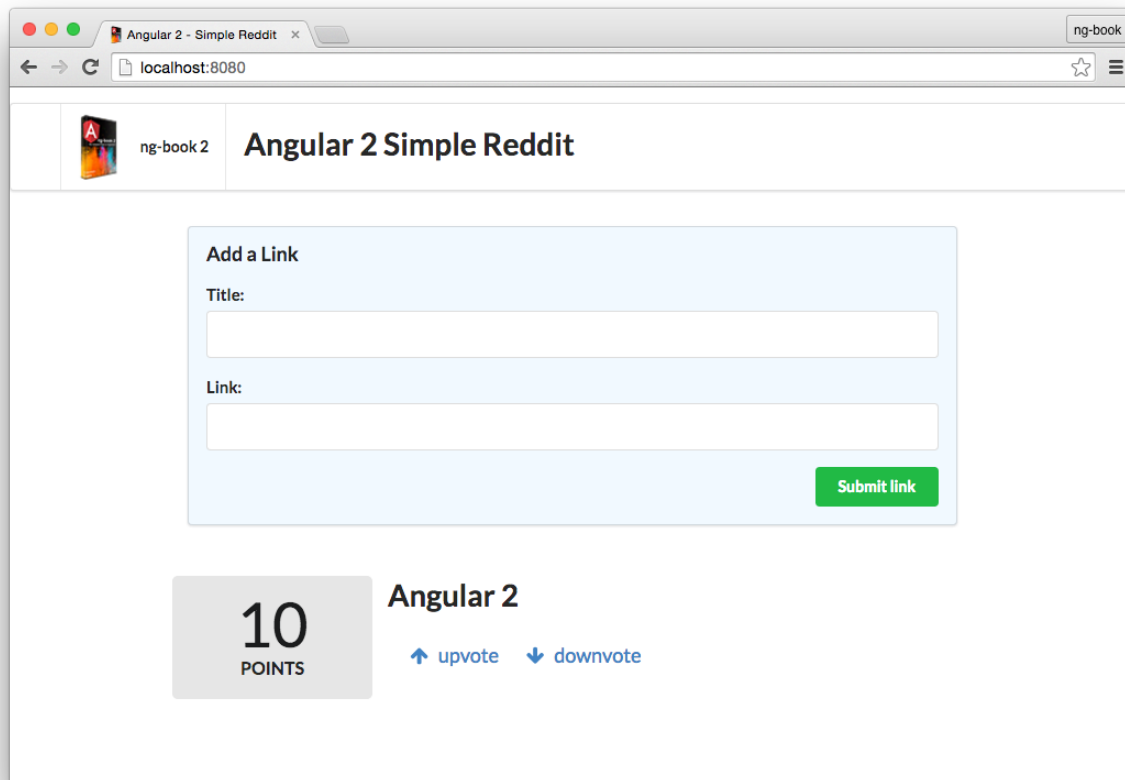 Angular 2 - Simple Reddit
ng-book
localhost:8080
ng-book 2
Angular 2 Simple Reddit
Add a Link
Title:
Link:
Submit link
10
POINTS
Angular 2
upvote downvote